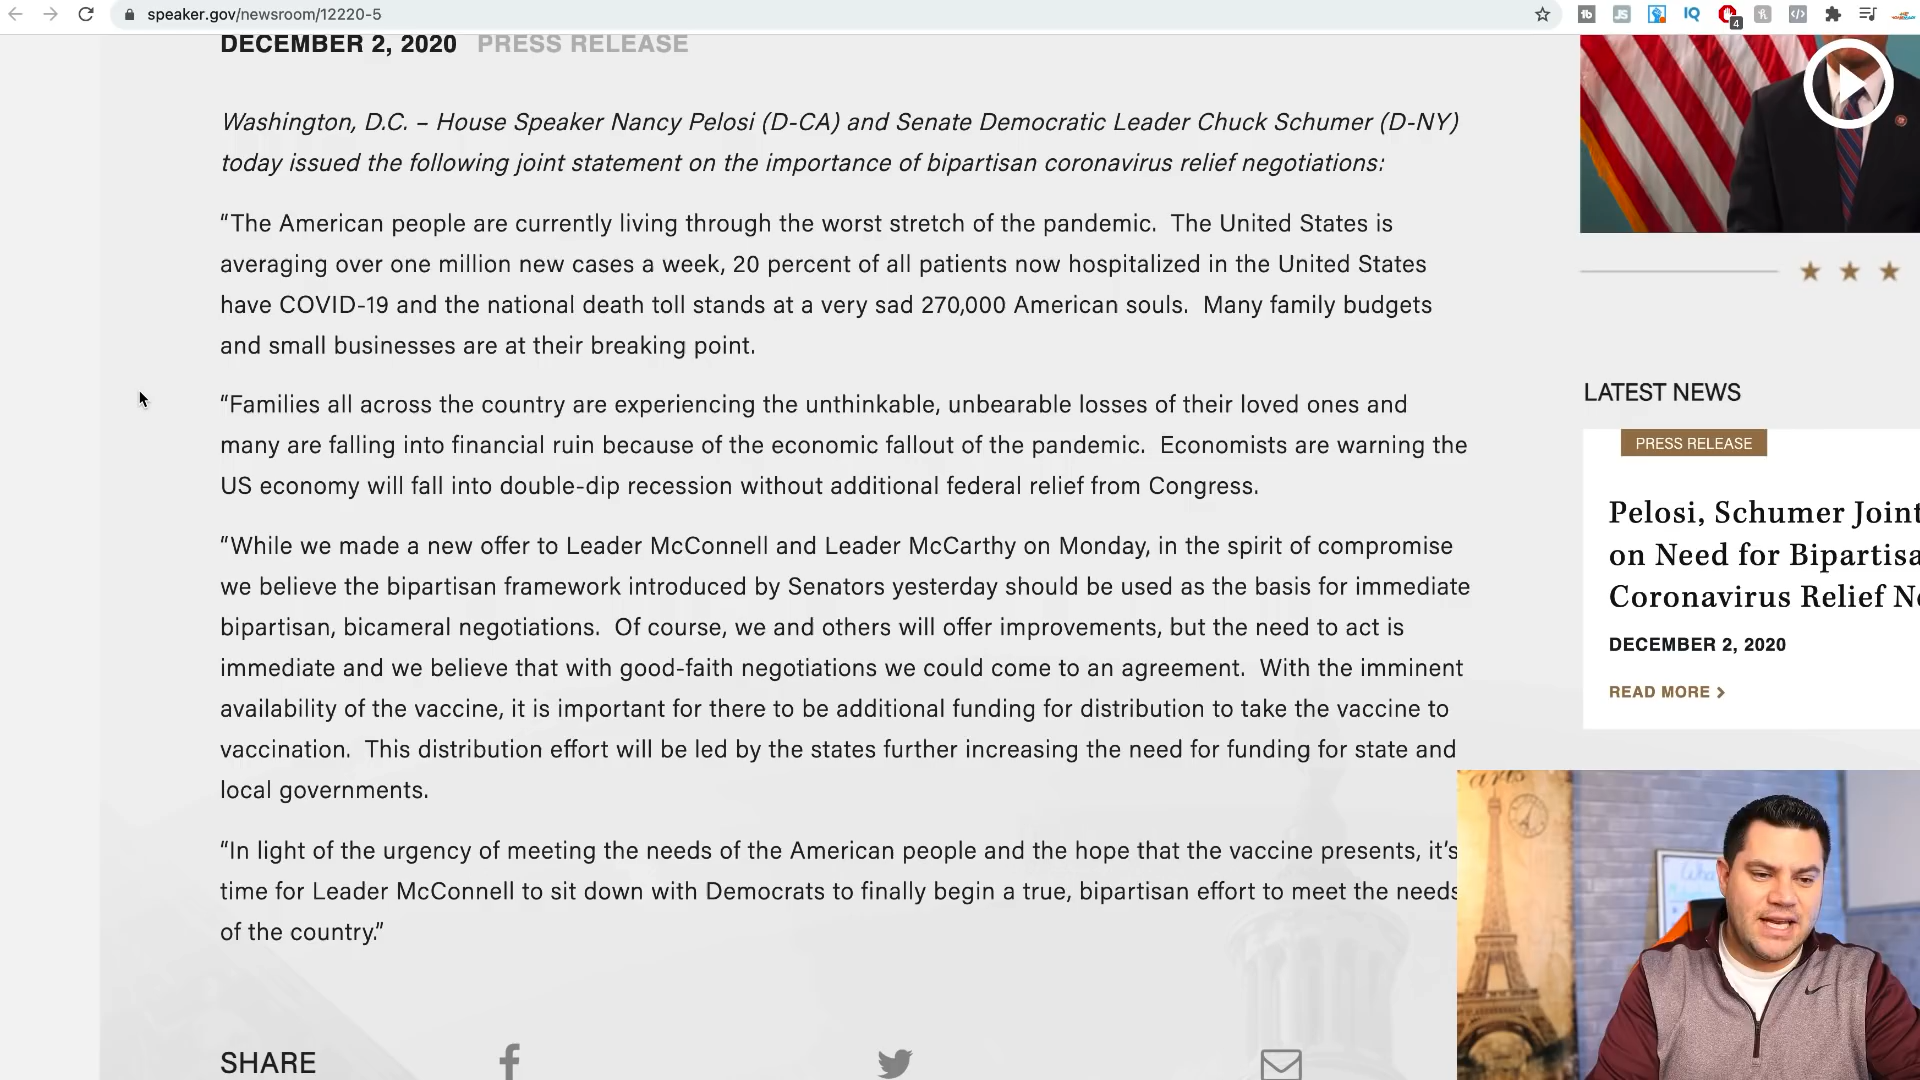 speaker.gov/newsroom/12220-5
tb
JS
IQ
4
DECEMBER 2, 2020 PRESS RELEASE
Washington, D.C. – House Speaker Nancy Pelosi (D-CA) and Senate Democratic Leader Chuck Schumer (D-NY)
today issued the following joint statement on the importance of bipartisan coronavirus relief negotiations:
“The American people are currently living through the worst stretch of the pandemic.  The United States is
averaging over one million new cases a week, 20 percent of all patients now hospitalized in the United States
have COVID-19 and the national death toll stands at a very sad 270,000 American souls.  Many family budgets
and small businesses are at their breaking point.
“Families all across the country are experiencing the unthinkable, unbearable losses of their loved ones and
many are falling into financial ruin because of the economic fallout of the pandemic.  Economists are warning the
US economy will fall into double-dip recession without additional federal relief from Congress.
“While we made a new offer to Leader McConnell and Leader McCarthy on Monday, in the spirit of compromise
we believe the bipartisan framework introduced by Senators yesterday should be used as the basis for immediate
bipartisan, bicameral negotiations.  Of course, we and others will offer improvements, but the need to act is
immediate and we believe that with good-faith negotiations we could come to an agreement.  With the imminent
availability of the vaccine, it is important for there to be additional funding for distribution to take the vaccine to
vaccination.  This distribution effort will be led by the states further increasing the need for funding for state and
local governments.
“In light of the urgency of meeting the needs of the American people and the hope that the vaccine presents, it’s
time for Leader McConnell to sit down with Democrats to finally begin a true, bipartisan effort to meet the needs
of the country.”
SHARE
LATEST NEWS
PRESS RELEASE
Pelosi, Schumer Joint
on Need for Bipartisa
Coronavirus Relief Ne
DECEMBER 2, 2020
READ MORE